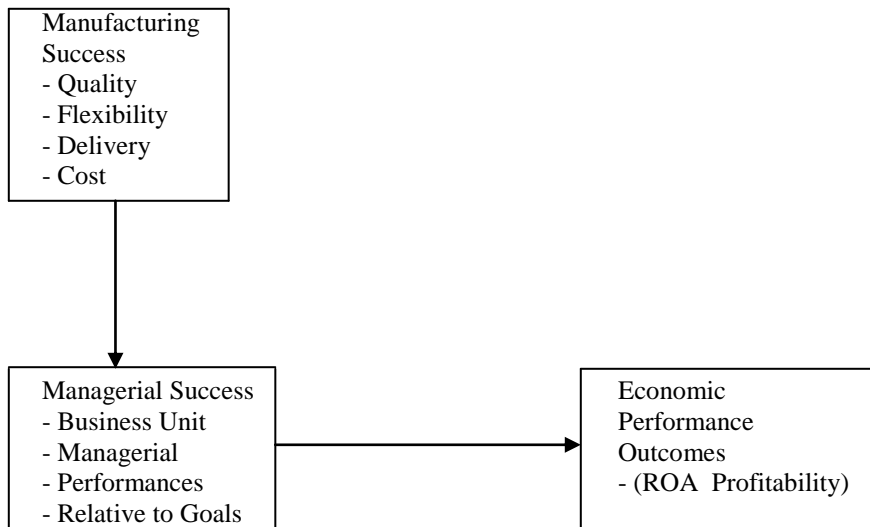 Manufacturing
Success
- Quality
- Flexibility
- Delivery
- Cost
Managerial Success
- Business Unit
- Managerial
- Performances
- Relative to Goals
Economic
Performance
Outcomes
- (ROA Profitability)